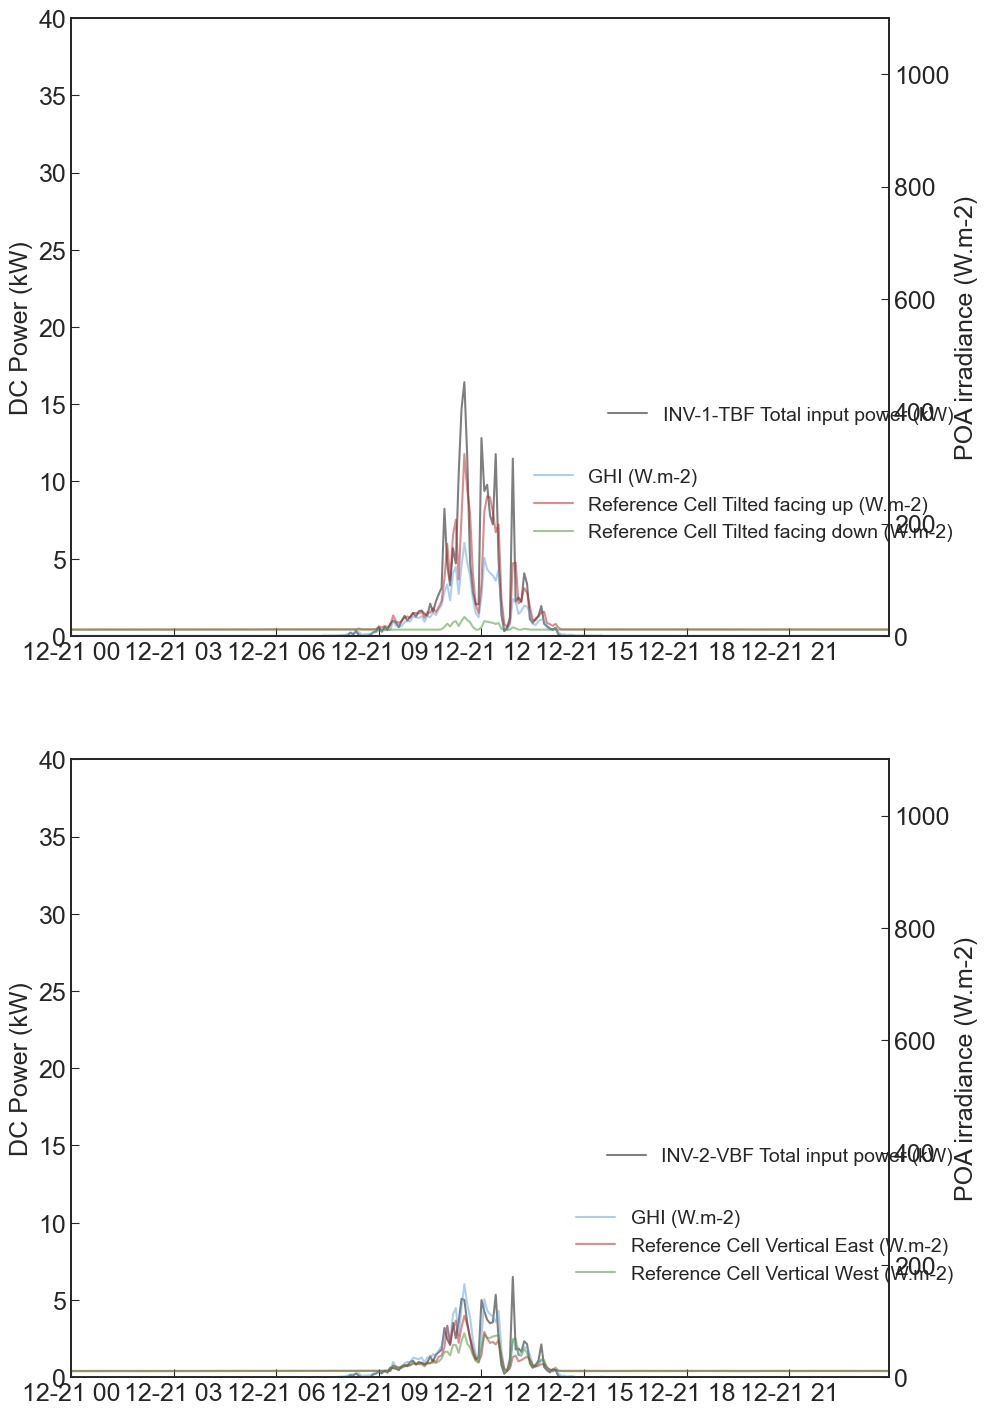 40
35
30
25
20
15
10
5
0
DC Power (kW)
1000
800
600
400
200
0
POA irradiance (W.m-2)
INV-1-TBF Total input power (kW)
GHI (W.m-2)
Reference Cell Tilted facing up (W.m-2)
Reference Cell Tilted facing down (W.m-2)
12-21 00 12-21 03 12-21 06 12-21 09 12-21 12 12-21 15 12-21 18 12-21 21
40
35
30
25
20
15
10
5
0
DC Power (kW)
1000
800
600
400
200
0
POA irradiance (W.m-2)
INV-2-VBF Total input power (kW)
GHI (W.m-2)
Reference Cell Vertical East (W.m-2)
Reference Cell Vertical West (W.m-2)
12-21 00 12-21 03 12-21 06 12-21 09 12-21 12 12-21 15 12-21 18 12-21 21